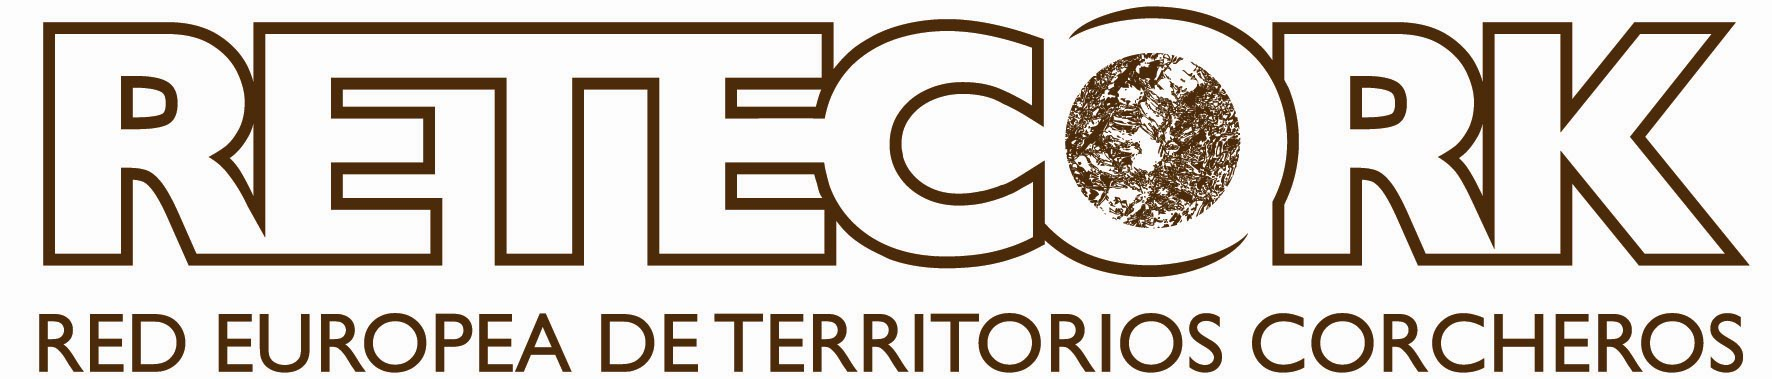 RETECORK
RED EUROPEA DE TERRITORIOS CORCHEROS